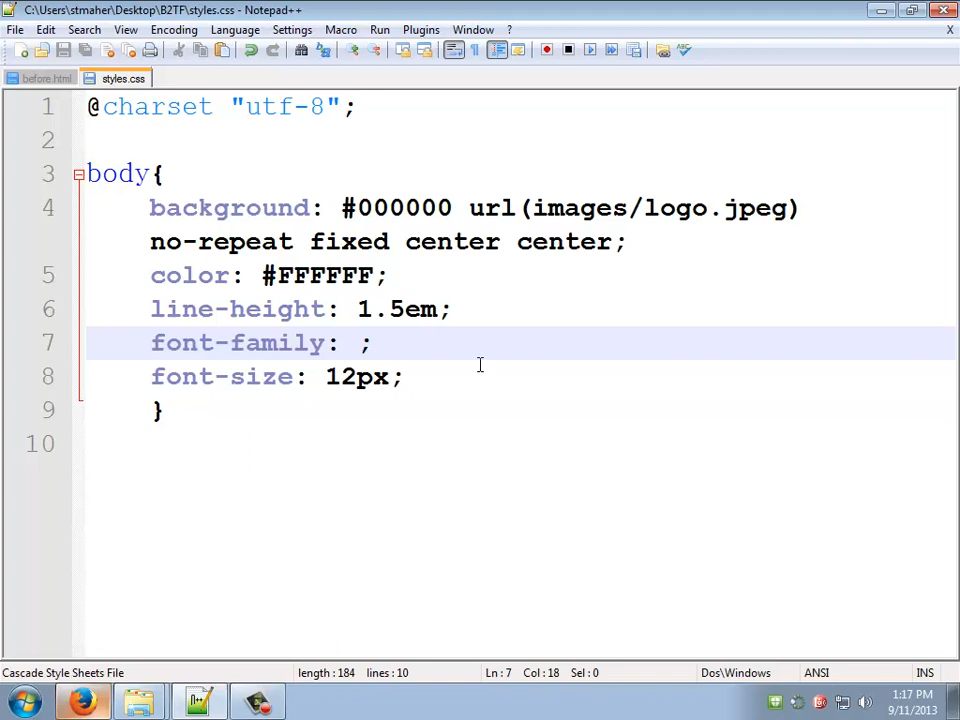 C:\Users\stmaher\Desktop\B2TF\styles.css - Notepad++
File Edit Search View Encoding Language Settings Macro Run Plugins Window ? X
before.html styles.css
1 @charset "utf-8";
2
3 body{
4 background: #000000 url(images/logo.jpeg)
no-repeat fixed center center;
5 color: #FFFFFF;
6 line-height: 1.5em;
7 font-family: ;
8 font-size: 12px;
9 }
10
Cascade Style Sheets File length : 184 lines : 10 Ln : 7 Col : 18 Sel : 0 Dos\Windows ANSI INS
1:17 PM
9/11/2013